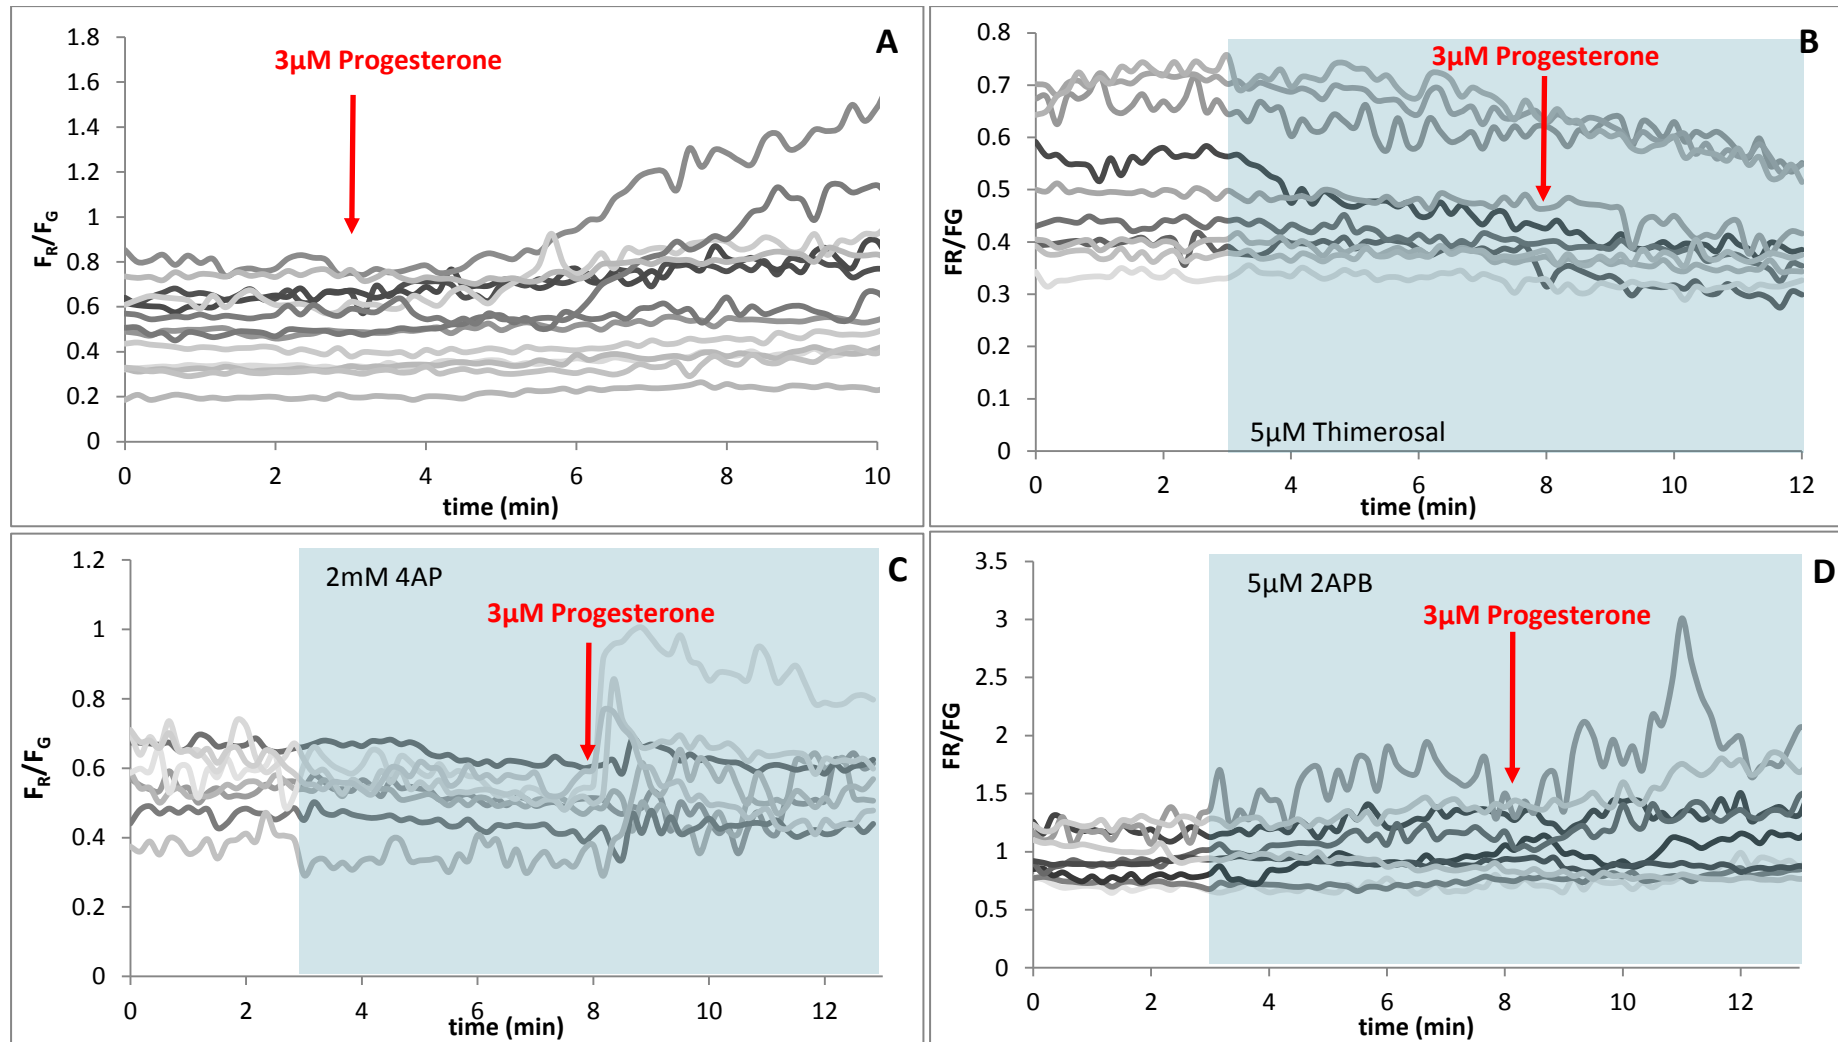 A
3µM Progesterone
1.8
1.6
1.4
1.2
1
0.8
0.6
0.4
0.2
0
F_R/F_G
0 2 4 6 8 10
time (min)
B
3µM Progesterone
0.8
0.7
0.6
0.5
0.4
0.3
0.2
0.1
0
FR/FG
5µM Thimerosal
0 2 4 6 8 10 12
time (min)
C
2mM 4AP
3µM Progesterone
1.2
1
0.8
0.6
0.4
0.2
0
F_R/F_G
0 2 4 6 8 10 12
time (min)
D
5µM 2APB
3µM Progesterone
3.5
3
2.5
2
1.5
1
0.5
0
FR/FG
0 2 4 6 8 10 12
time (min)